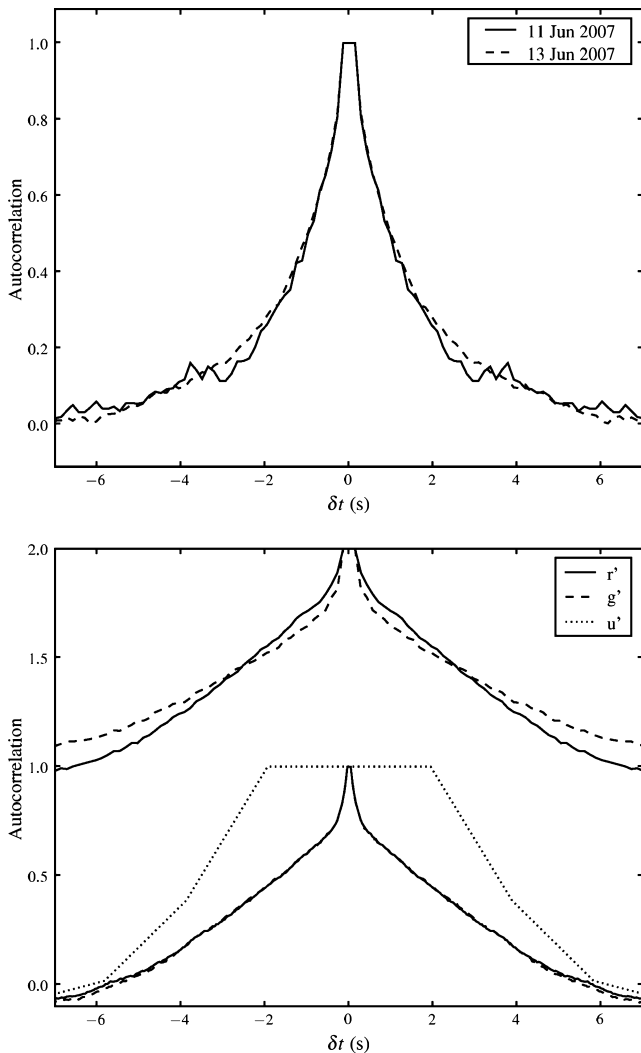 1.0
0.8
0.6
0.4
0.2
0.0
Autocorrelation
11 Jun 2007
13 Jun 2007
−6 −4 −2 0 2 4 6
δt (s)
2.0
1.5
1.0
0.5
0.0
Autocorrelation
r'
g'
u'
−6 −4 −2 0 2 4 6
δt (s)